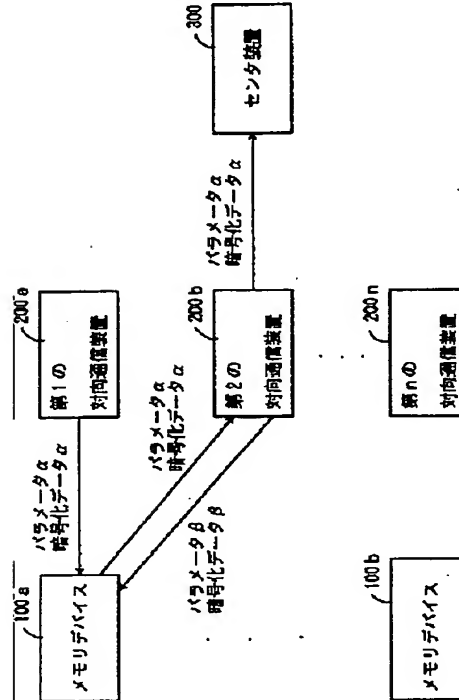 100a
メモリデバイス
パラメータα
暗号化データα
200a
第1の
対向通信装置
パラメータα
暗号化データα
パラメータβ
暗号化データβ
200b
第2の
対向通信装置
パラメータα
暗号化データα
300
センタ装置
100b
メモリデバイス
200n
第nの
対向通信装置